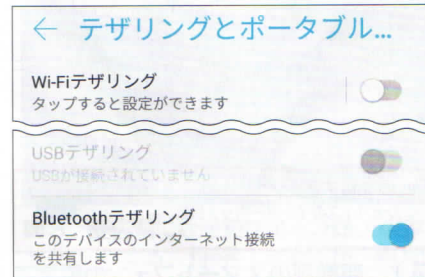 ← テザリングとポータブル...
Wi-Fiテザリング
タップすると設定ができます
USBテザリング
USBが接続されていません
Bluetoothテザリング
このデバイスのインターネット接続
を共有します